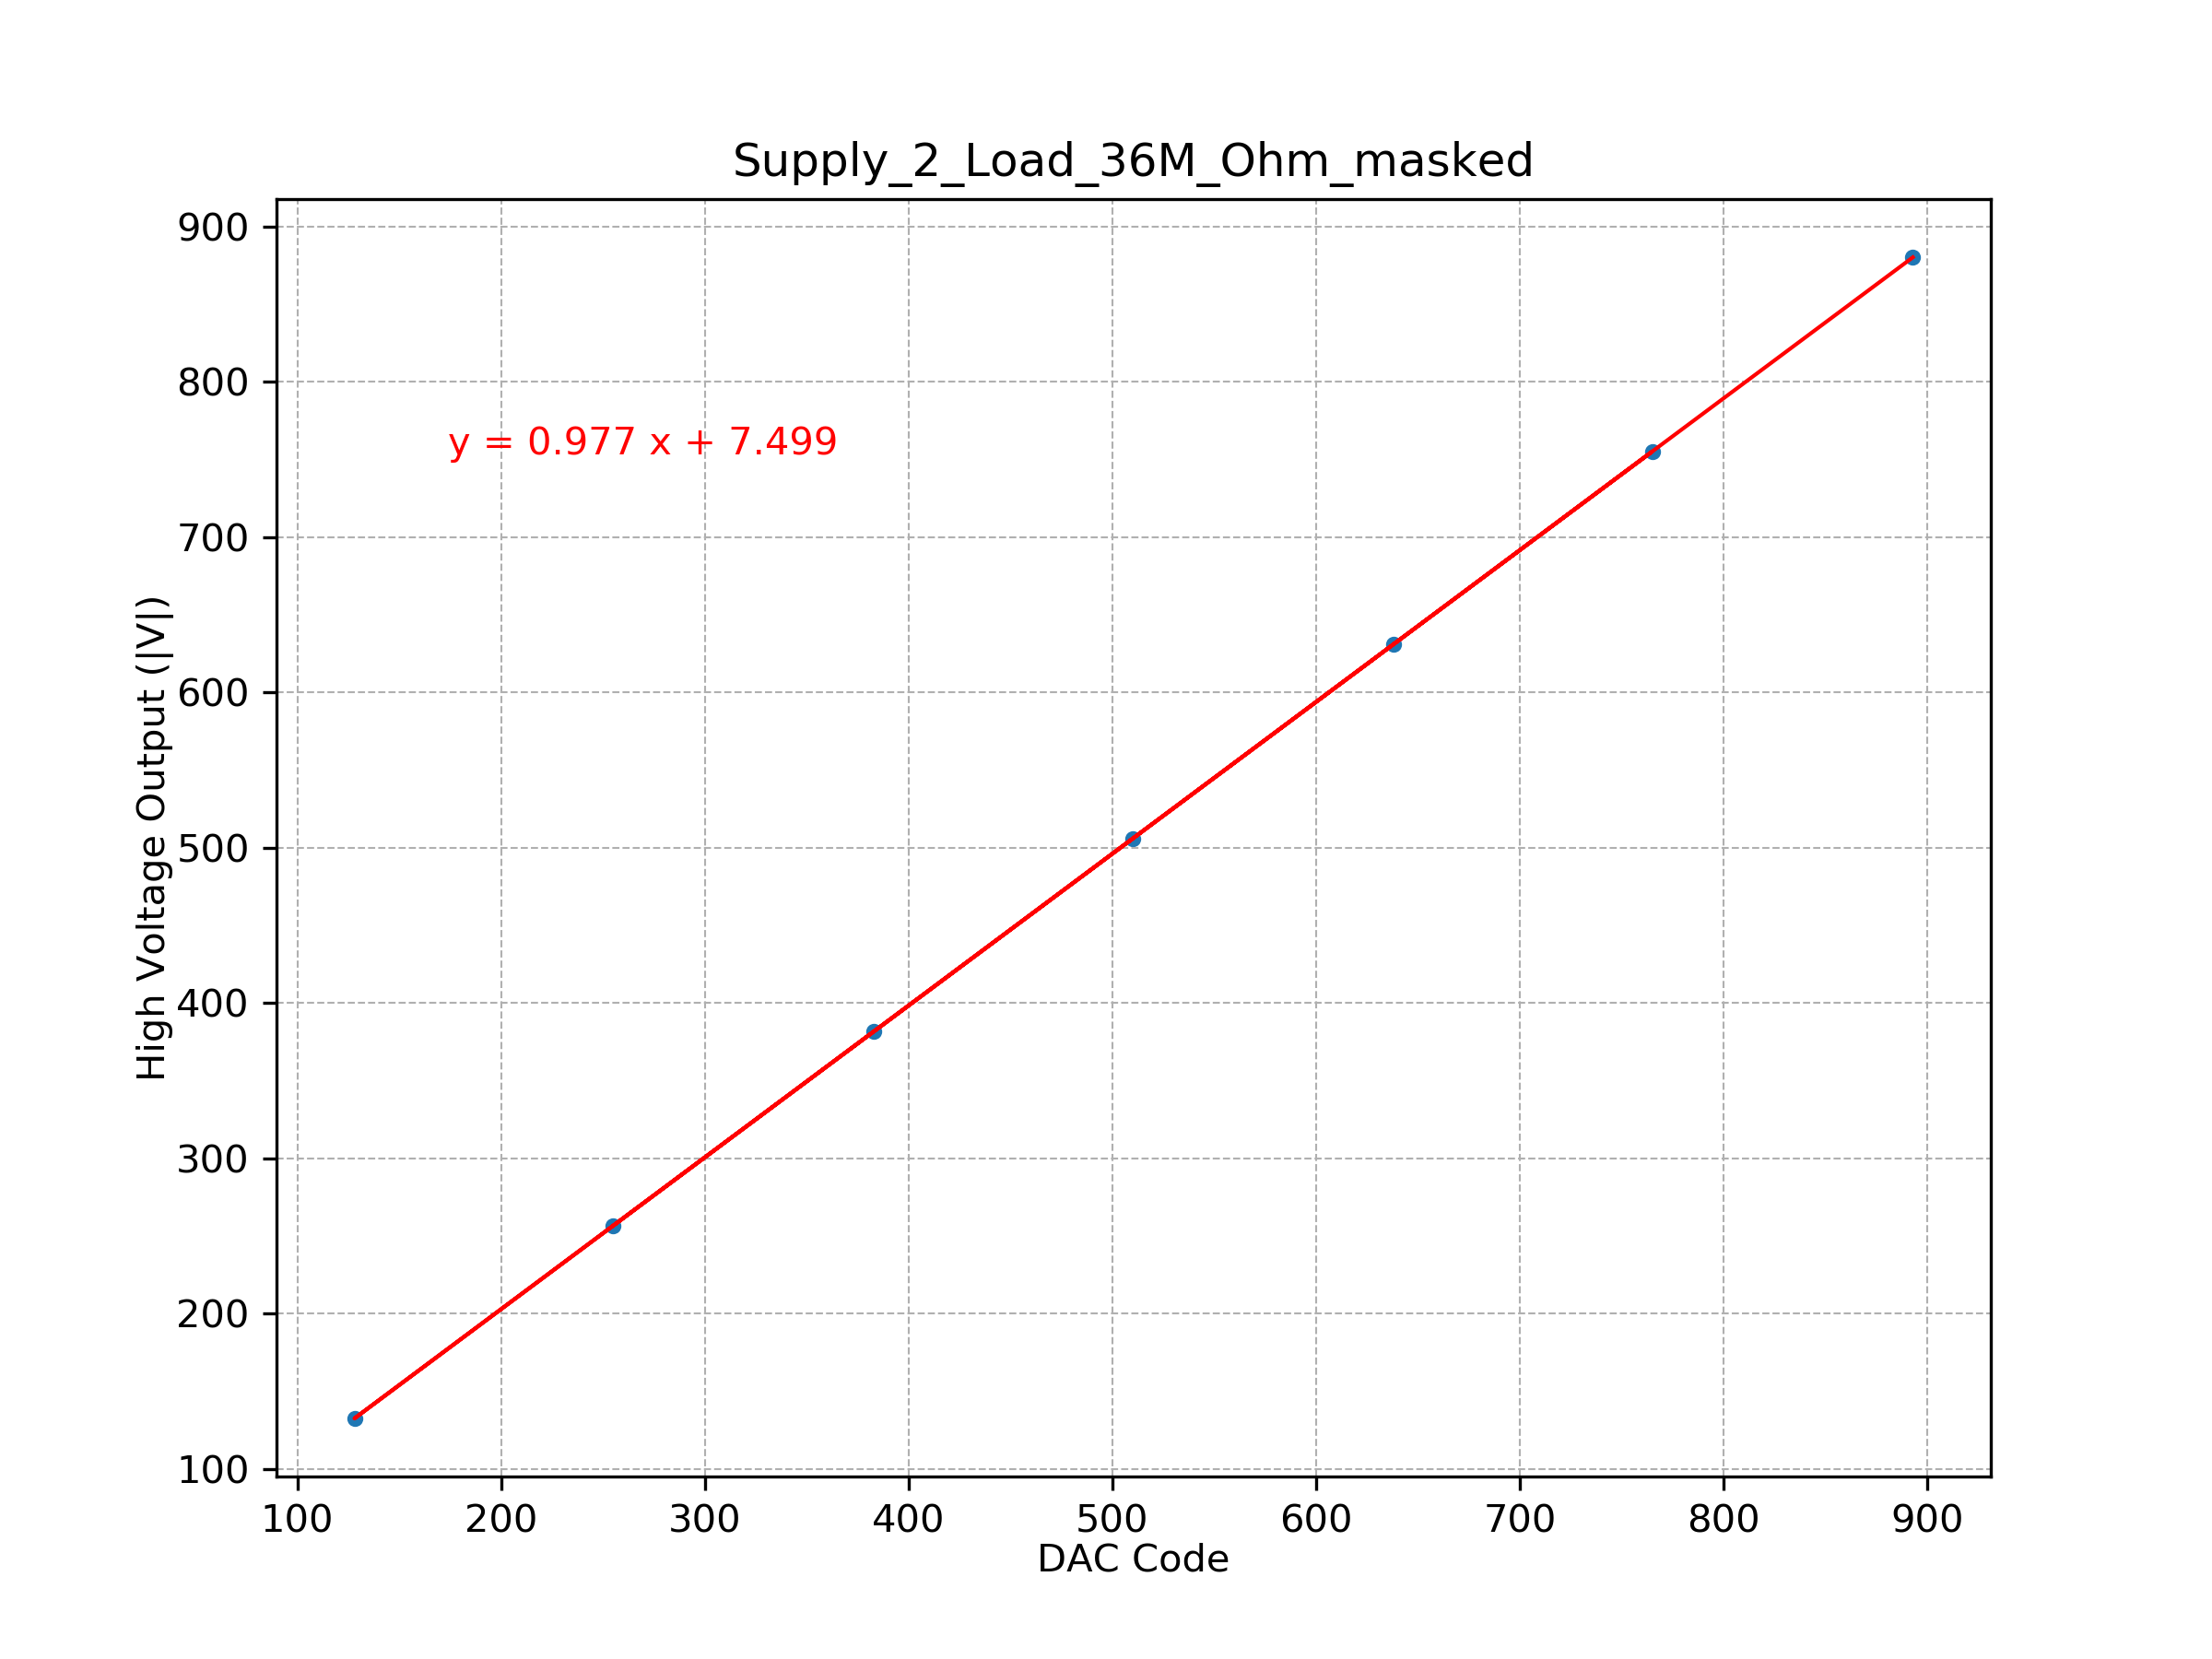 Supply_2_Load_36M_Ohm_masked
900
800
700
600
500
400
300
200
100
High Voltage Output (|V|)
y = 0.977 x + 7.499
100 200 300 400 500 600 700 800 900
DAC Code